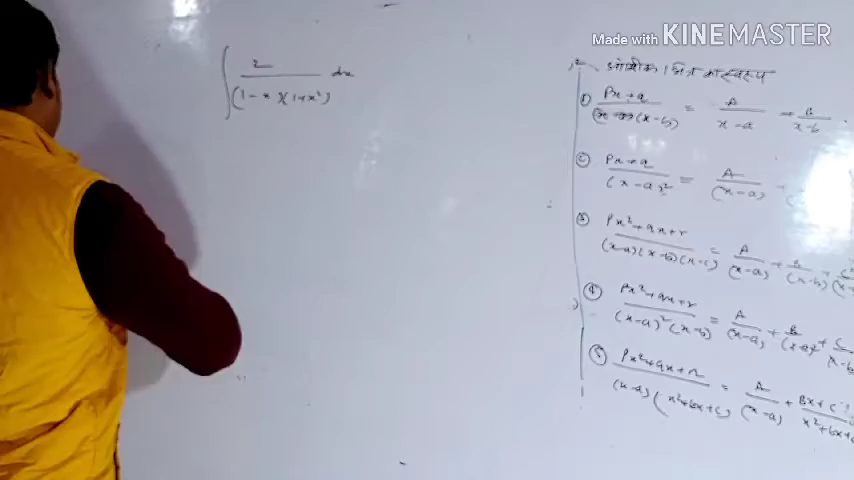 Made with KINEMASTER
∫ 2 / (1-x)(1+x²) dx
① Px+q / (x-a)(x-b) = A / x-a + B / x-b
② Px+q / (x-a)² = A / (x-a)
③ Px²+qx+r / (x-a)(x-b)(x-c) = A / (x-a) + B / (x-b) + C / (x-
④ Px²+qx+r / (x-a)²(x-b) = A / (x-a) + B / (x-a)² + C / (x-b
⑤ Px²+qx+r / (x-a)(x²+bx+c) = A / (x-a) + Bx+C / x²+bx+c